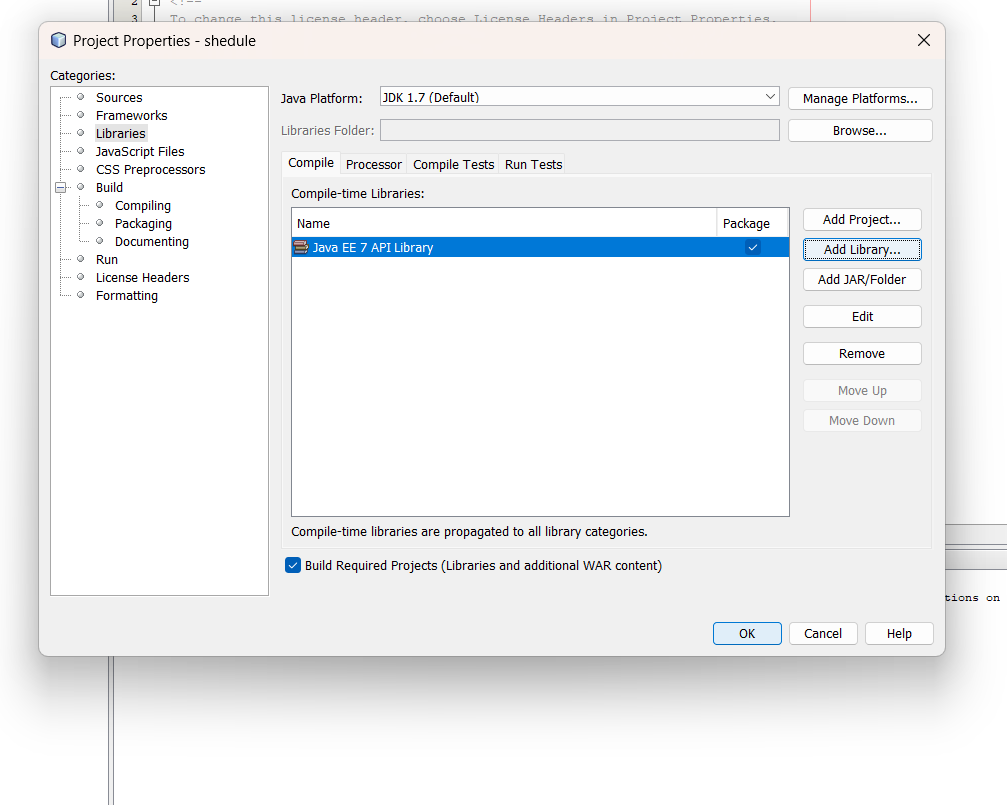 2 <!--
3 To change this license header, choose License Headers in Project Properties.
Project Properties - shedule
Categories:
Sources
Frameworks
Libraries
JavaScript Files
CSS Preprocessors
Build
Compiling
Packaging
Documenting
Run
License Headers
Formatting
Java Platform: JDK 1.7 (Default) Manage Platforms...
Libraries Folder: Browse...
Compile Processor Compile Tests Run Tests
Compile-time Libraries:
Name Package
Java EE 7 API Library
Add Project...
Add Library...
Add JAR/Folder
Edit
Remove
Move Up
Move Down
Compile-time libraries are propagated to all library categories.
Build Required Projects (Libraries and additional WAR content)
tions on
OK Cancel Help